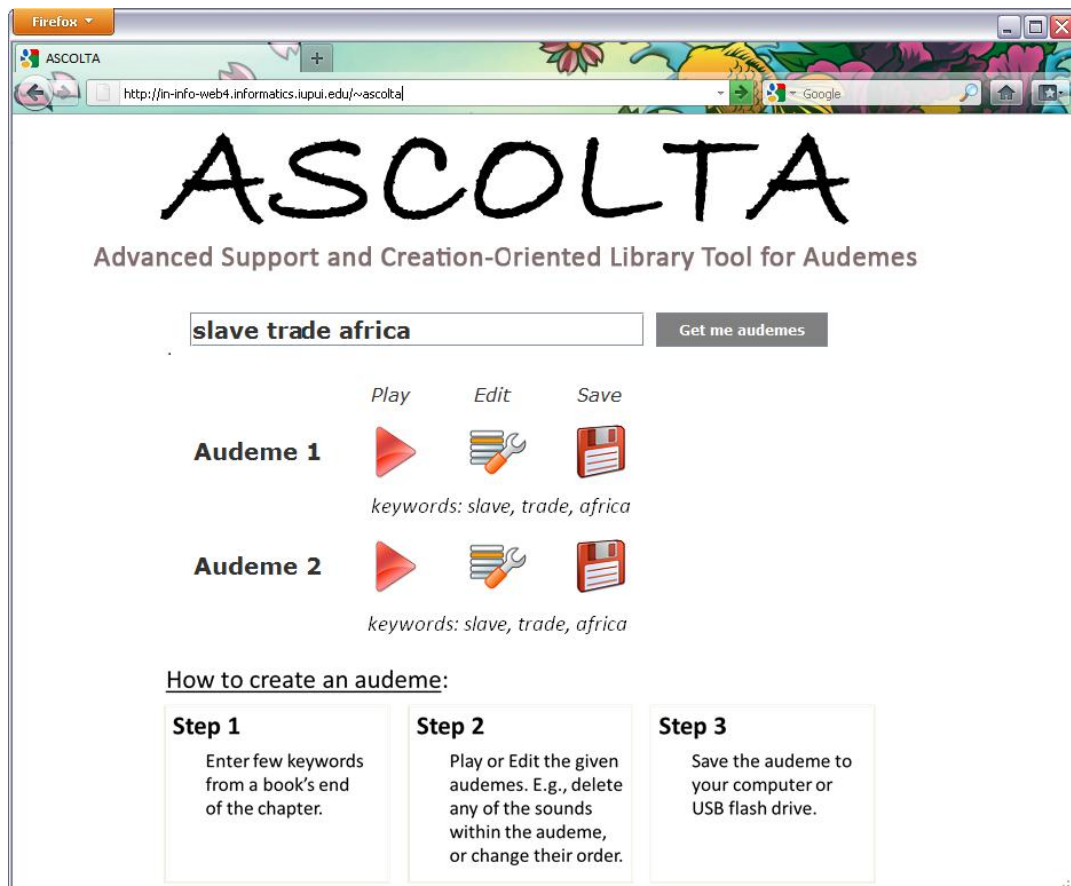 Firefox
ASCOLTA
http://in-info-web4.informatics.iupui.edu/~ascolta
Google
ASCOLTA
Advanced Support and Creation-Oriented Library Tool for Audemes
slave trade africa
Get me audemes
Play Edit Save
Audeme 1
keywords: slave, trade, africa
Audeme 2
keywords: slave, trade, africa
How to create an audeme:
Step 1
Enter few keywords
from a book's end
of the chapter.
Step 2
Play or Edit the given
audemes. E.g., delete
any of the sounds
within the audeme,
or change their order.
Step 3
Save the audeme to
your computer or
USB flash drive.